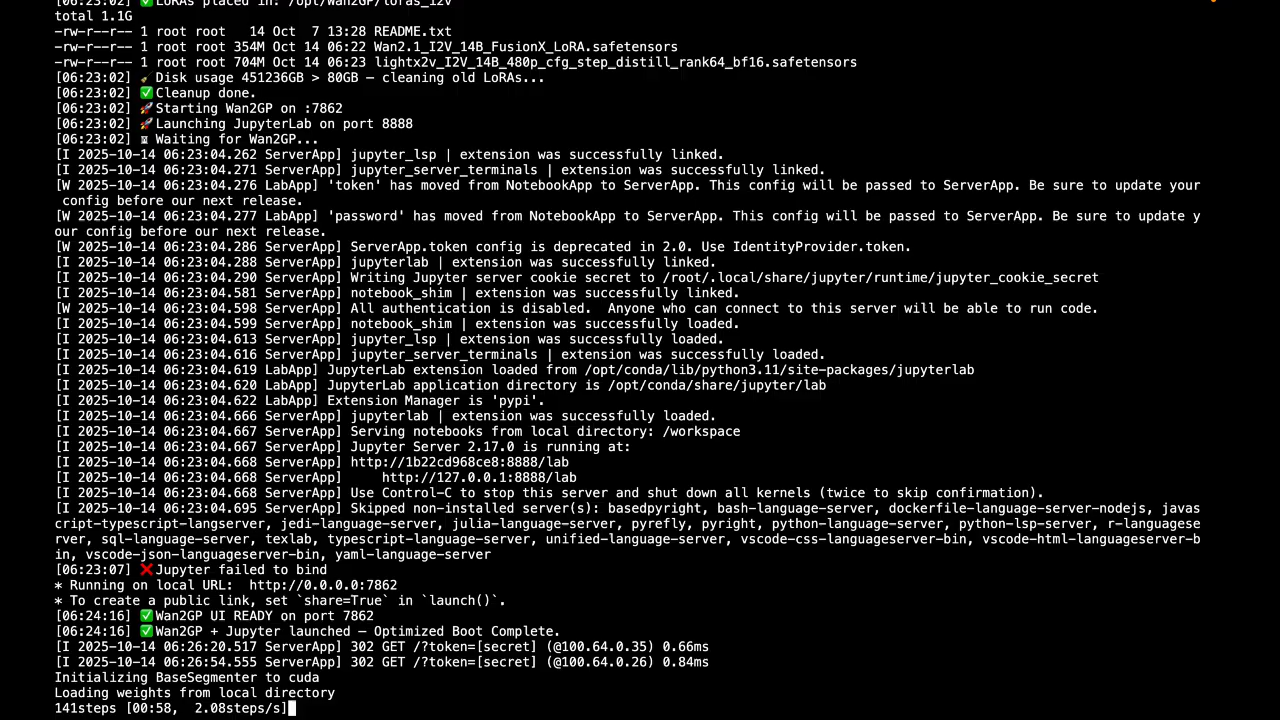 [06:23:02] ✅LoRAs placed in: /opt/Wan2GP/loras_i2v
total 1.1G
-rw-r--r-- 1 root root   14 Oct  7 13:28 README.txt
-rw-r--r-- 1 root root 354M Oct 14 06:22 Wan2.1_I2V_14B_FusionX_LoRA.safetensors
-rw-r--r-- 1 root root 704M Oct 14 06:23 lightx2v_I2V_14B_480p_cfg_step_distill_rank64_bf16.safetensors
[06:23:02] 🧹Disk usage 451236GB > 80GB — cleaning old LoRAs...
[06:23:02] ✅Cleanup done.
[06:23:02] 🚀Starting Wan2GP on :7862
[06:23:02] 🚀Launching JupyterLab on port 8888
[06:23:02] ⏳ Waiting for Wan2GP...
[I 2025-10-14 06:23:04.262 ServerApp] jupyter_lsp | extension was successfully linked.
[I 2025-10-14 06:23:04.271 ServerApp] jupyter_server_terminals | extension was successfully linked.
[W 2025-10-14 06:23:04.276 LabApp] 'token' has moved from NotebookApp to ServerApp. This config will be passed to ServerApp. Be sure to update your
 config before our next release.
[W 2025-10-14 06:23:04.277 LabApp] 'password' has moved from NotebookApp to ServerApp. This config will be passed to ServerApp. Be sure to update y
our config before our next release.
[W 2025-10-14 06:23:04.286 ServerApp] ServerApp.token config is deprecated in 2.0. Use IdentityProvider.token.
[I 2025-10-14 06:23:04.288 ServerApp] jupyterlab | extension was successfully linked.
[I 2025-10-14 06:23:04.290 ServerApp] Writing Jupyter server cookie secret to /root/.local/share/jupyter/runtime/jupyter_cookie_secret
[I 2025-10-14 06:23:04.581 ServerApp] notebook_shim | extension was successfully linked.
[W 2025-10-14 06:23:04.598 ServerApp] All authentication is disabled.  Anyone who can connect to this server will be able to run code.
[I 2025-10-14 06:23:04.599 ServerApp] notebook_shim | extension was successfully loaded.
[I 2025-10-14 06:23:04.613 ServerApp] jupyter_lsp | extension was successfully loaded.
[I 2025-10-14 06:23:04.616 ServerApp] jupyter_server_terminals | extension was successfully loaded.
[I 2025-10-14 06:23:04.619 LabApp] JupyterLab extension loaded from /opt/conda/lib/python3.11/site-packages/jupyterlab
[I 2025-10-14 06:23:04.620 LabApp] JupyterLab application directory is /opt/conda/share/jupyter/lab
[I 2025-10-14 06:23:04.622 LabApp] Extension Manager is 'pypi'.
[I 2025-10-14 06:23:04.666 ServerApp] jupyterlab | extension was successfully loaded.
[I 2025-10-14 06:23:04.667 ServerApp] Serving notebooks from local directory: /workspace
[I 2025-10-14 06:23:04.667 ServerApp] Jupyter Server 2.17.0 is running at:
[I 2025-10-14 06:23:04.668 ServerApp] http://1b22cd968ce8:8888/lab
[I 2025-10-14 06:23:04.668 ServerApp]     http://127.0.0.1:8888/lab
[I 2025-10-14 06:23:04.668 ServerApp] Use Control-C to stop this server and shut down all kernels (twice to skip confirmation).
[I 2025-10-14 06:23:04.695 ServerApp] Skipped non-installed server(s): basedpyright, bash-language-server, dockerfile-language-server-nodejs, javas
cript-typescript-langserver, jedi-language-server, julia-language-server, pyrefly, pyright, python-language-server, python-lsp-server, r-languagese
rver, sql-language-server, texlab, typescript-language-server, unified-language-server, vscode-css-languageserver-bin, vscode-html-languageserver-b
in, vscode-json-languageserver-bin, yaml-language-server
[06:23:07] ❌Jupyter failed to bind
* Running on local URL:  http://0.0.0.0:7862
* To create a public link, set `share=True` in `launch()`.
[06:24:16] ✅Wan2GP UI READY on port 7862
[06:24:16] ✅Wan2GP + Jupyter launched — Optimized Boot Complete.
[I 2025-10-14 06:26:20.517 ServerApp] 302 GET /?token=[secret] (@100.64.0.35) 0.66ms
[I 2025-10-14 06:26:54.555 ServerApp] 302 GET /?token=[secret] (@100.64.0.26) 0.84ms
Initializing BaseSegmenter to cuda
Loading weights from local directory
141steps [00:58,  2.08steps/s]